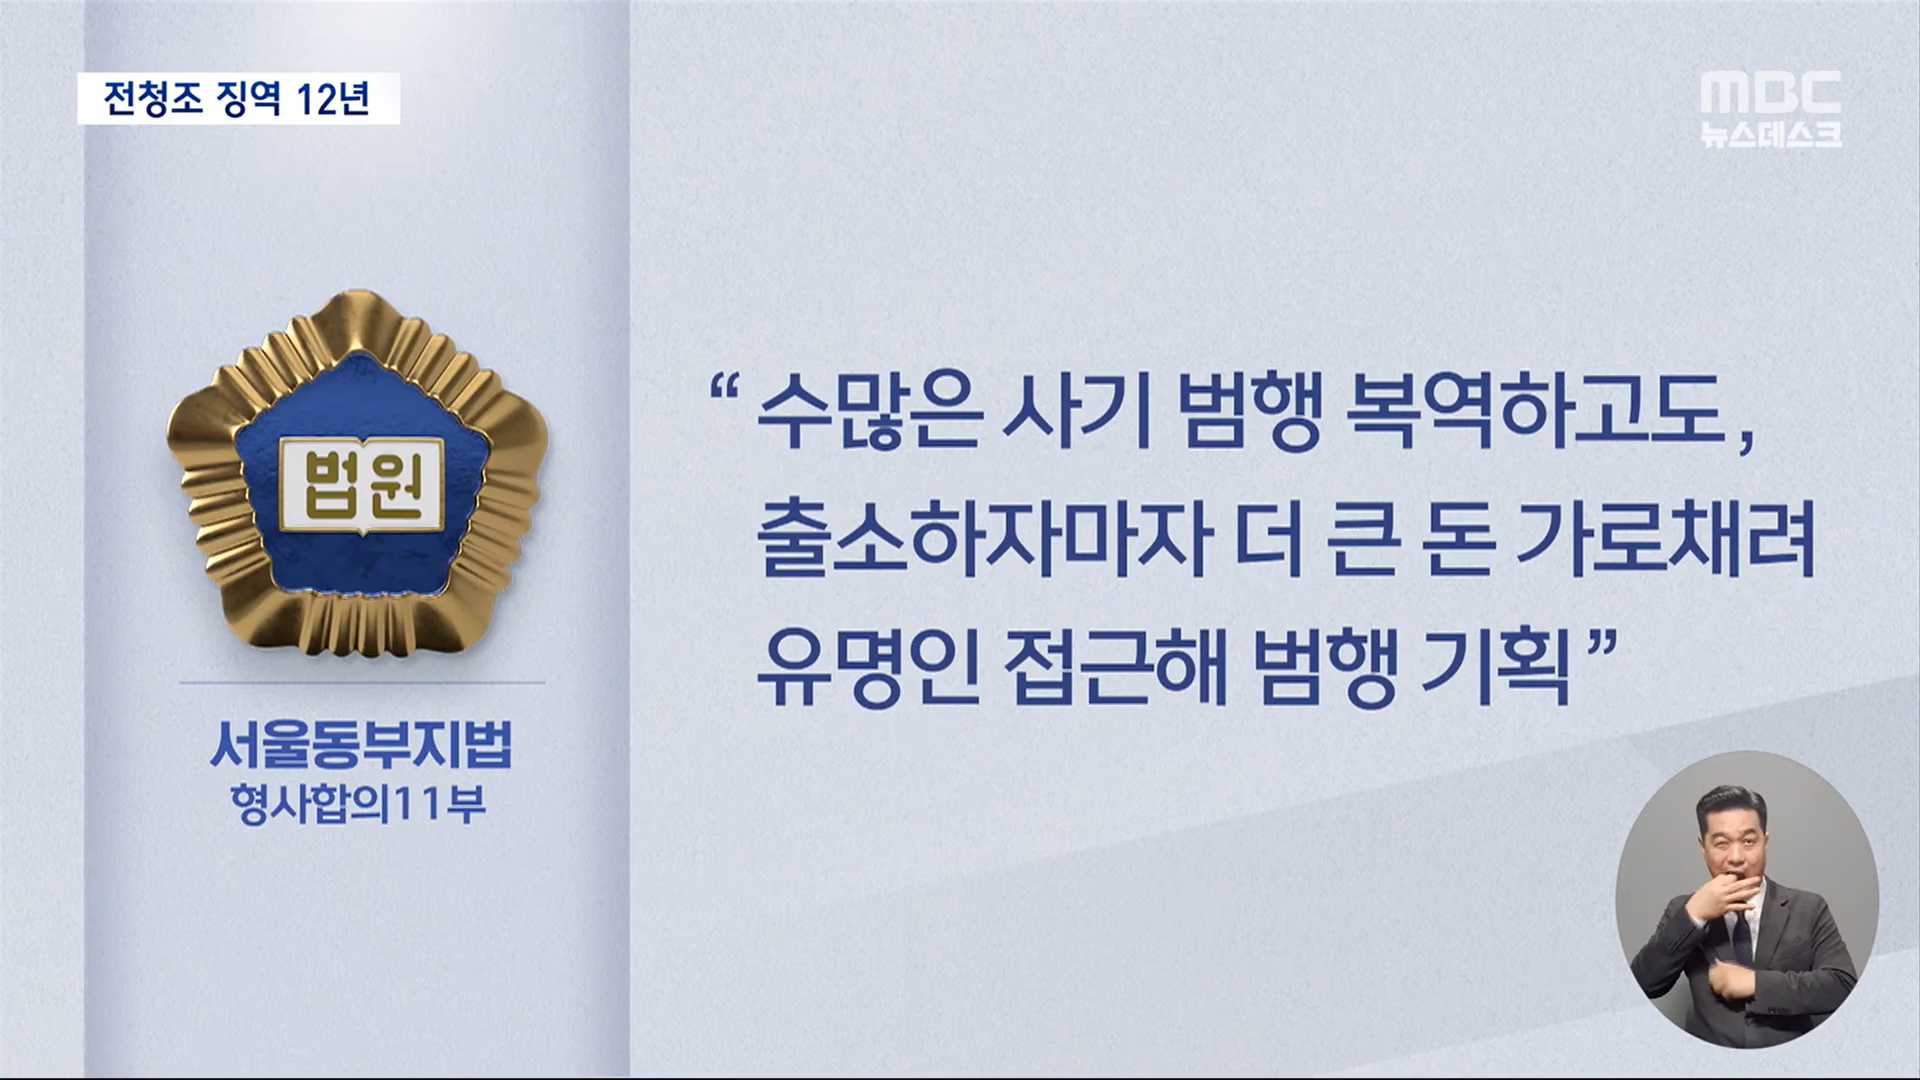 전청조 징역 12년
MBC
뉴스데스크
법원
서울동부지법
형사합의11부
“ 수많은 사기 범행 복역하고도,
출소하자마자 더 큰 돈 가로채려
유명인 접근해 범행 기획 ”